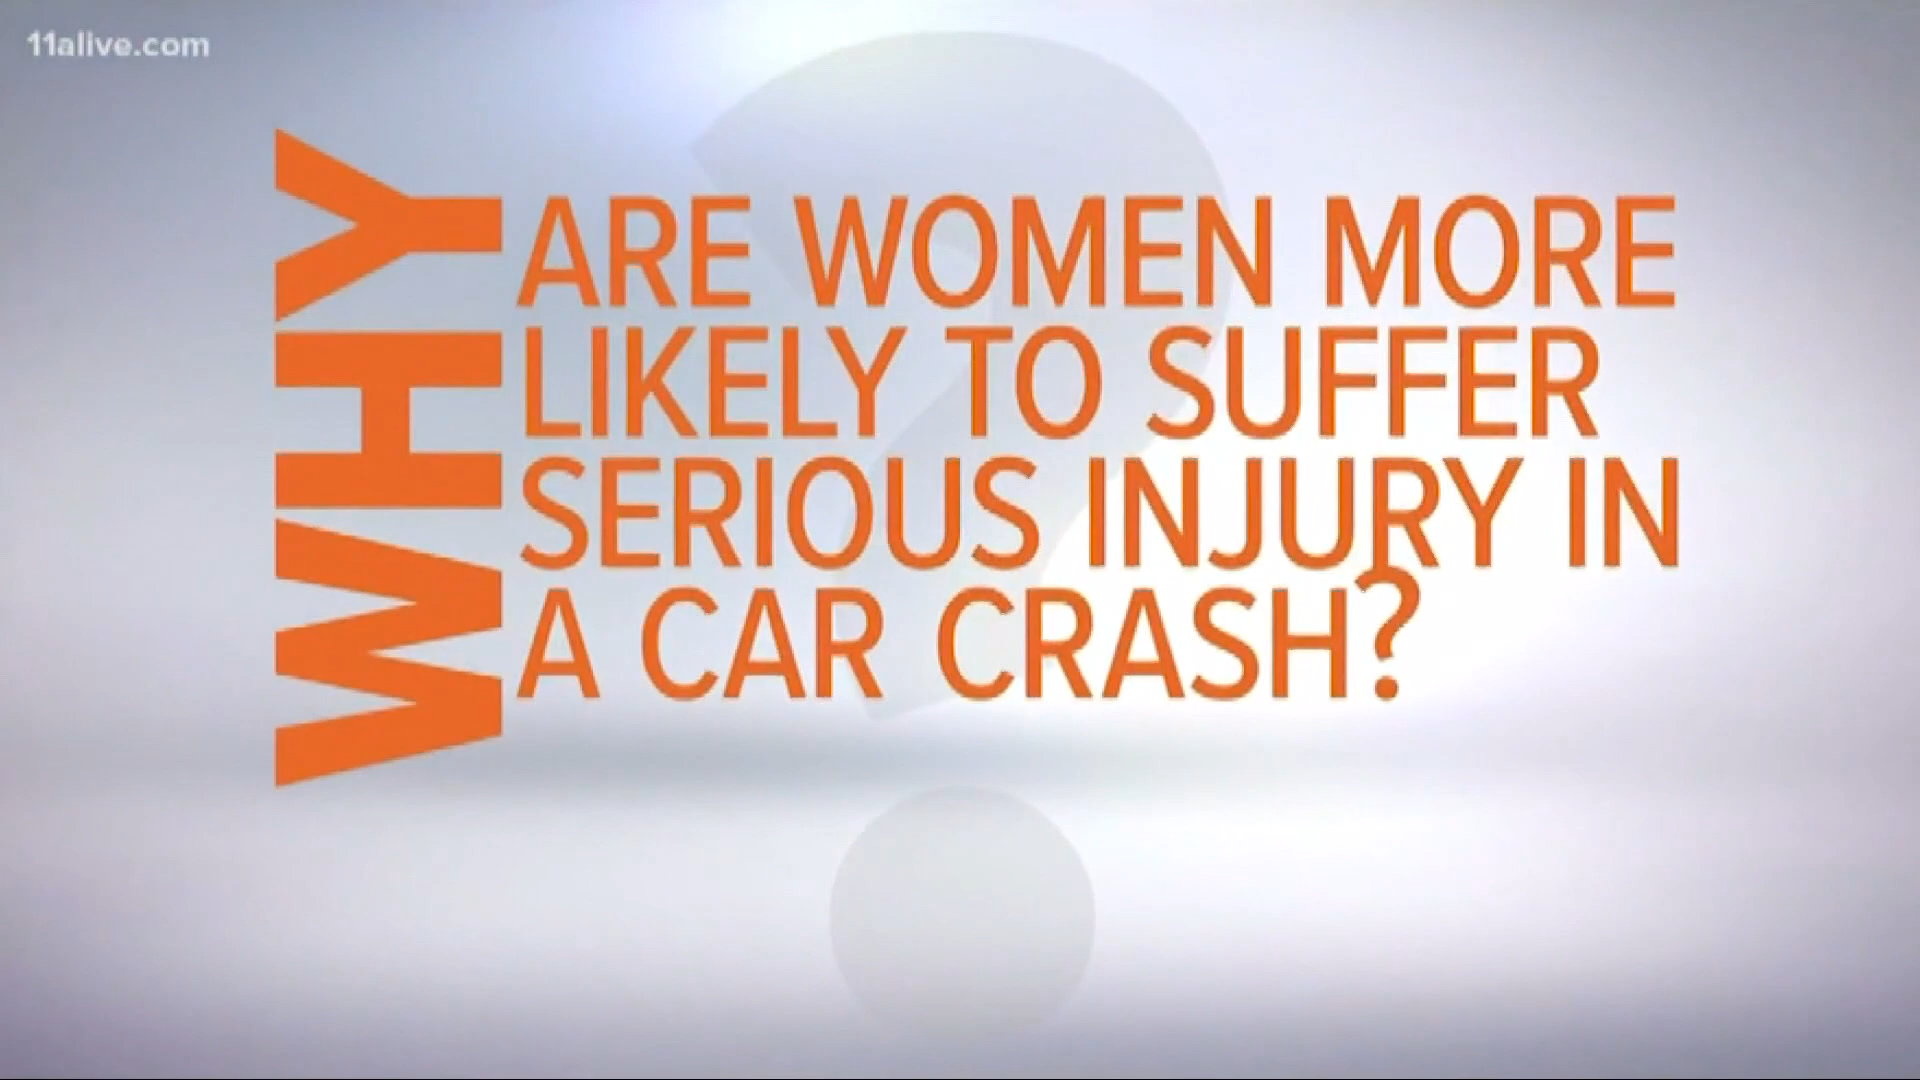 11alive.com
WHY
ARE WOMEN MORE
LIKELY TO SUFFER
SERIOUS INJURY IN
A CAR CRASH?